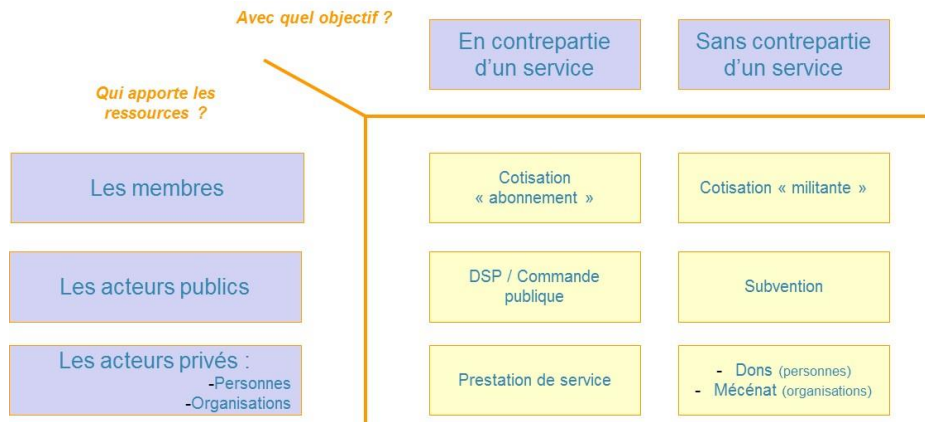 Avec quel objectif ?
En contrepartie
d'un service
Sans contrepartie
d'un service
Qui apporte les
ressources ?
Les membres
Cotisation
« abonnement »
Cotisation « militante »
Les acteurs publics
DSP / Commande
publique
Subvention
Les acteurs privés :
-Personnes
-Organisations
Prestation de service
- Dons (personnes)
- Mécénat (organisations)